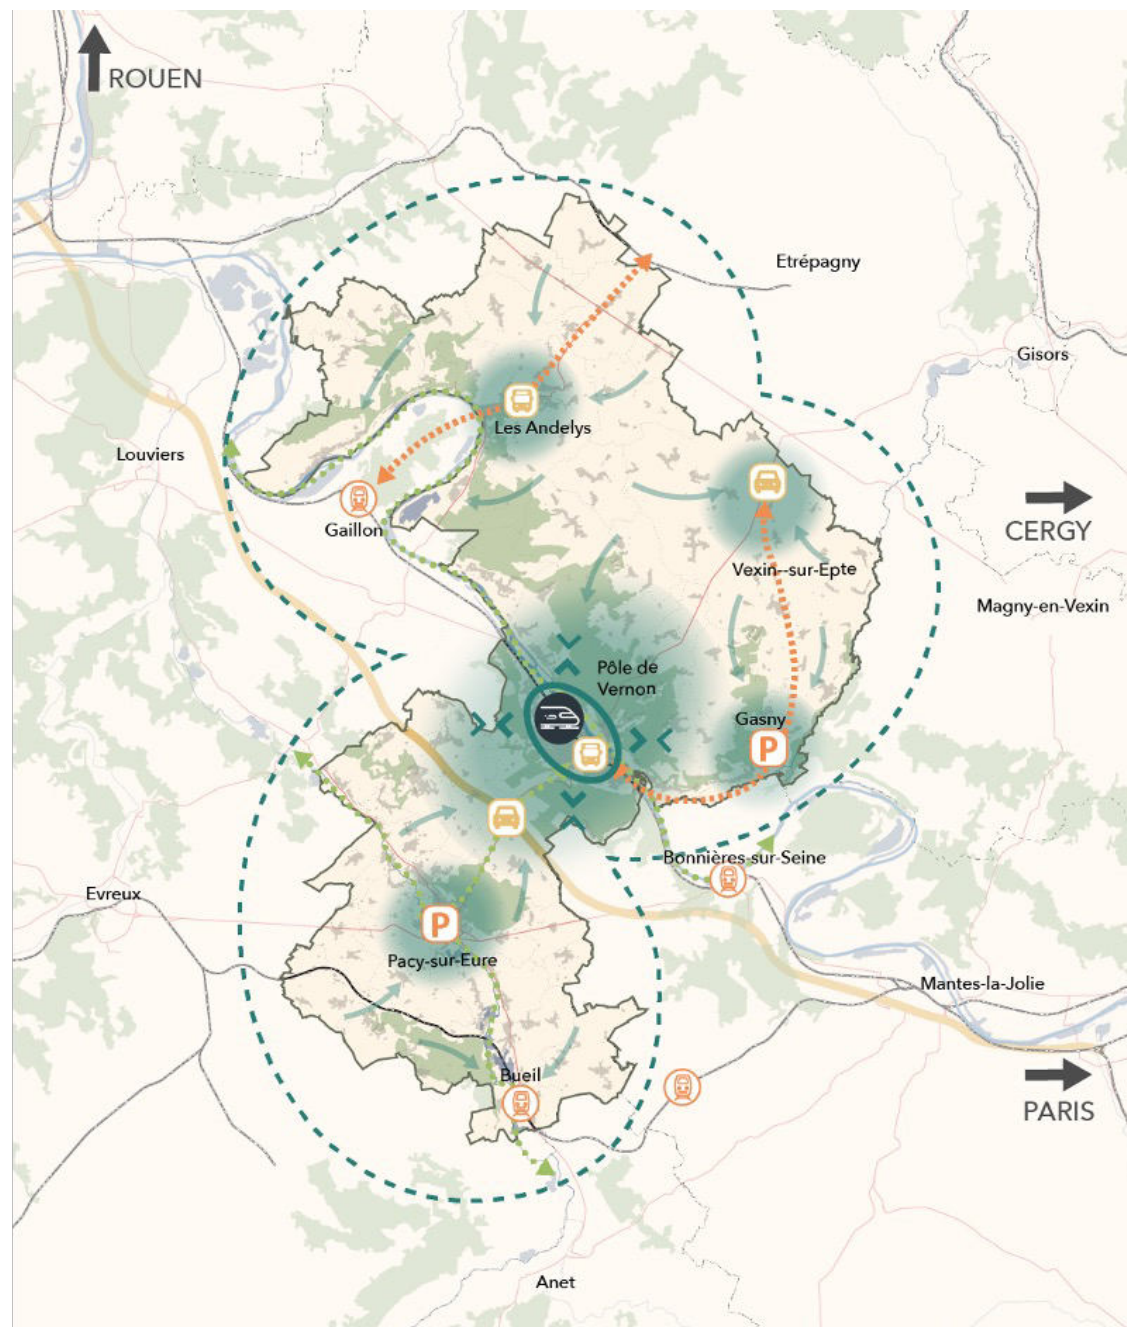 ROUEN
Etrépagny
Gisors
Les Andelys
Louviers
CERGY
Gaillon
Vexin--sur-Epte
Magny-en-Vexin
Pôle de
Vernon
Gasny
P
Bonnières-sur-Seine
Evreux
P
Pacy-sur-Eure
Mantes-la-Jolie
Bueil
PARIS
Anet